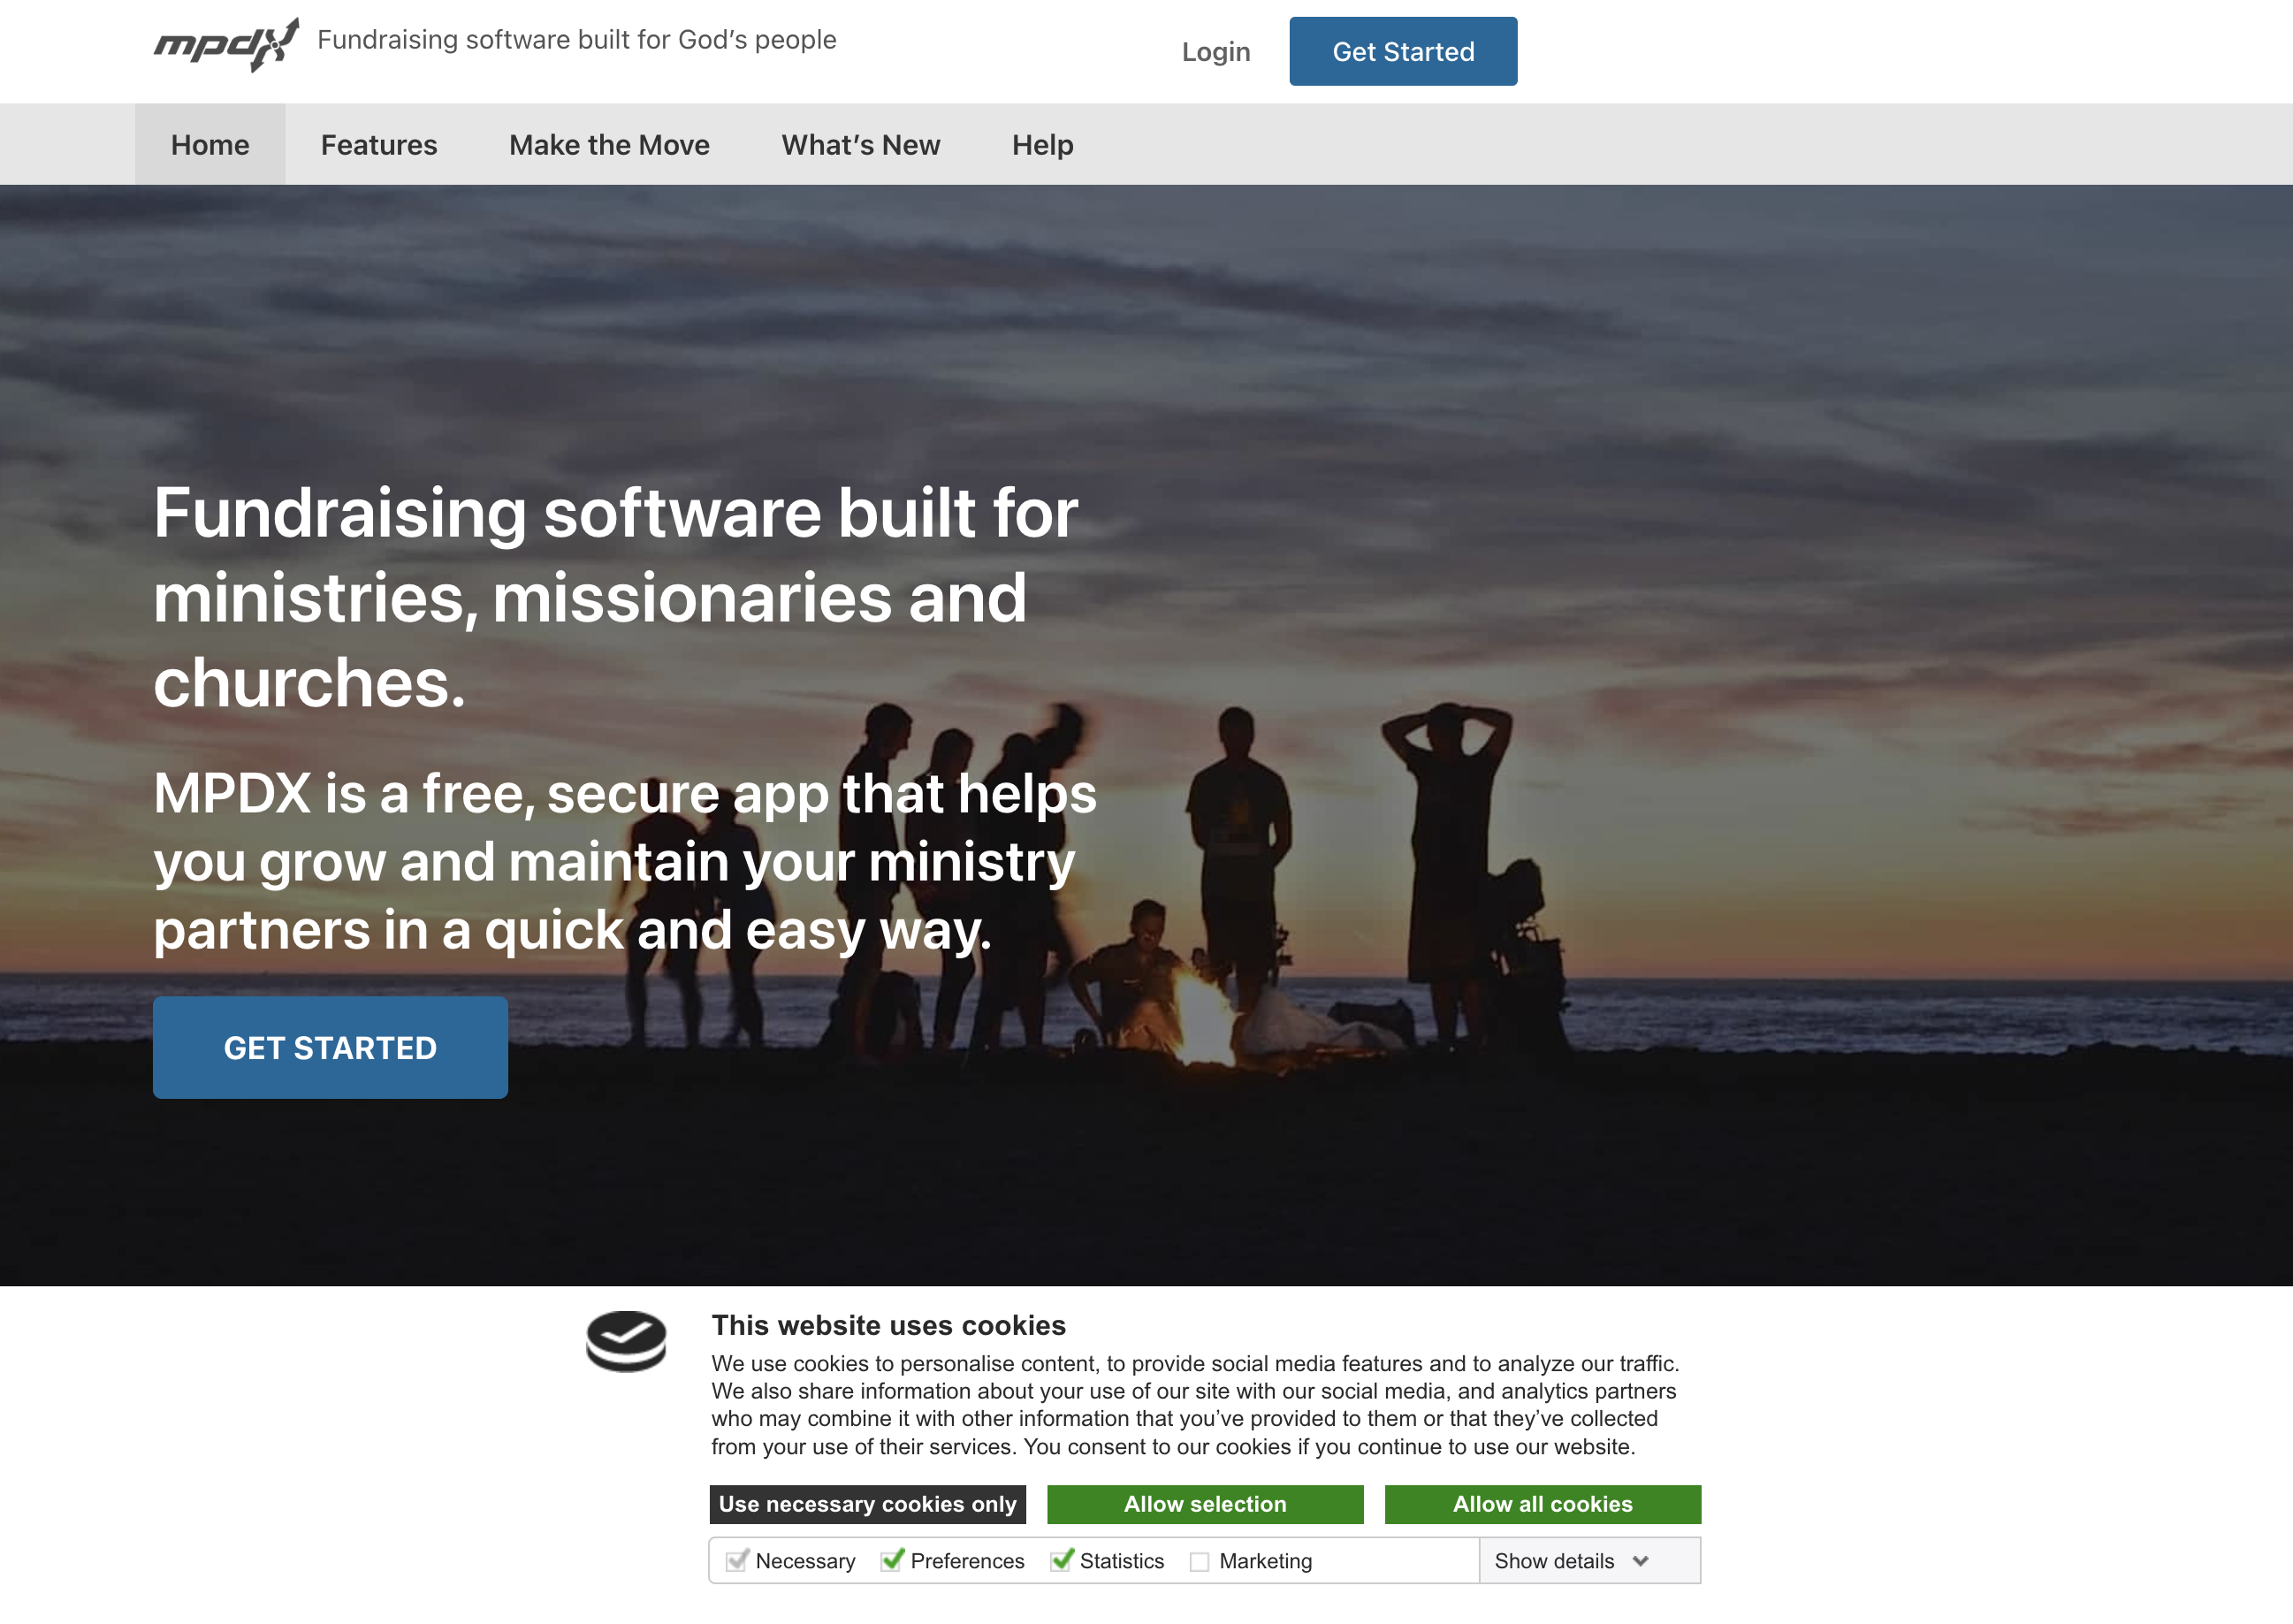 mpdx Fundraising software built for God's people
Login
Get Started
Home
Features
Make the Move
What's New
Help
Fundraising software built for
ministries, missionaries and
churches.
MPDX is a free, secure app that helps
you grow and maintain your ministry
partners in a quick and easy way.
GET STARTED
This website uses cookies
We use cookies to personalise content, to provide social media features and to analyze our traffic.
We also share information about your use of our site with our social media, and analytics partners
who may combine it with other information that you've provided to them or that they've collected
from your use of their services. You consent to our cookies if you continue to use our website.
Use necessary cookies only
Allow selection
Allow all cookies
Necessary
Preferences
Statistics
Marketing
Show details